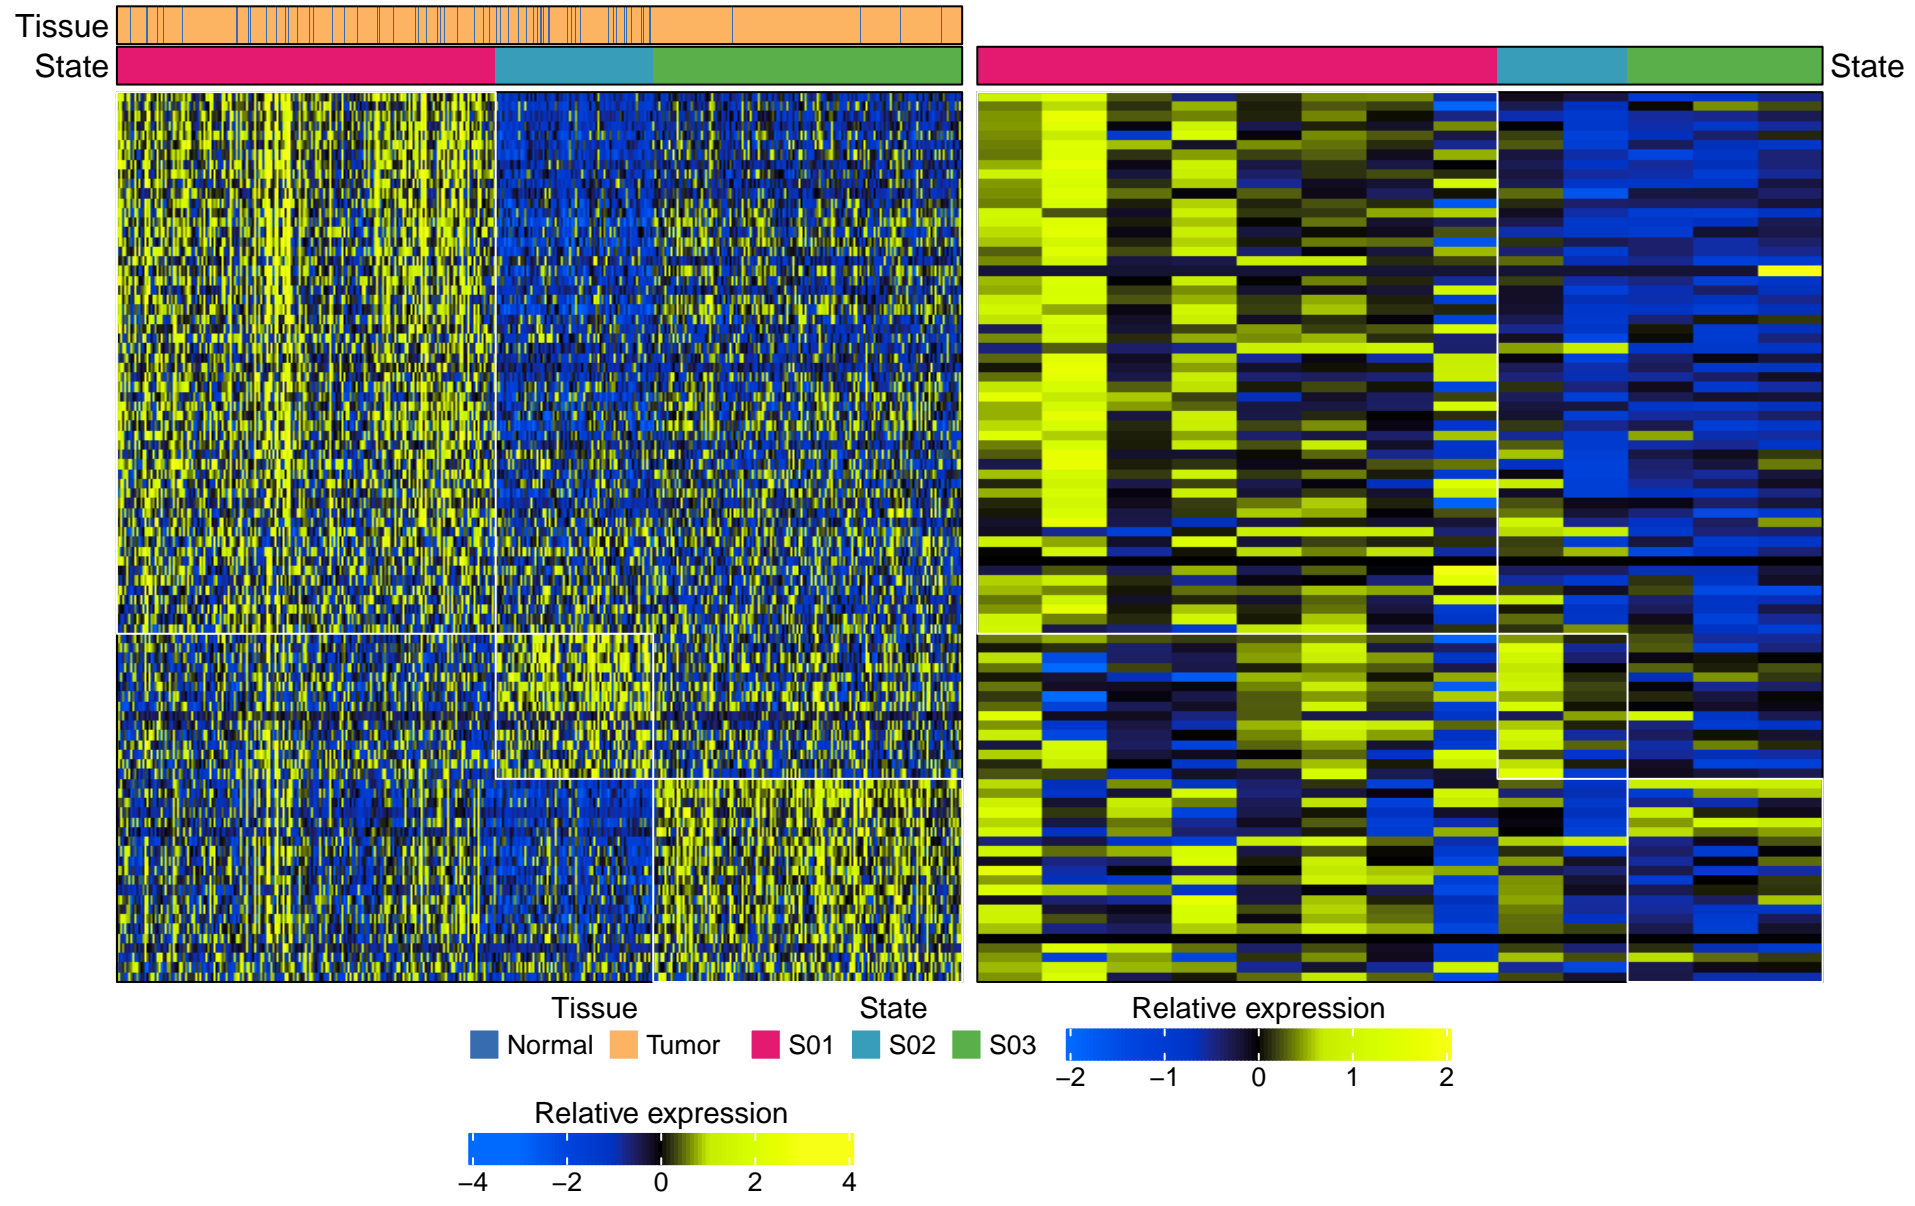 Tissue
State
State
Tissue
Normal
Tumor
State
S01
S02
S03
Relative expression
−2
−1
0
1
2
Relative expression
−4
−2
0
2
4